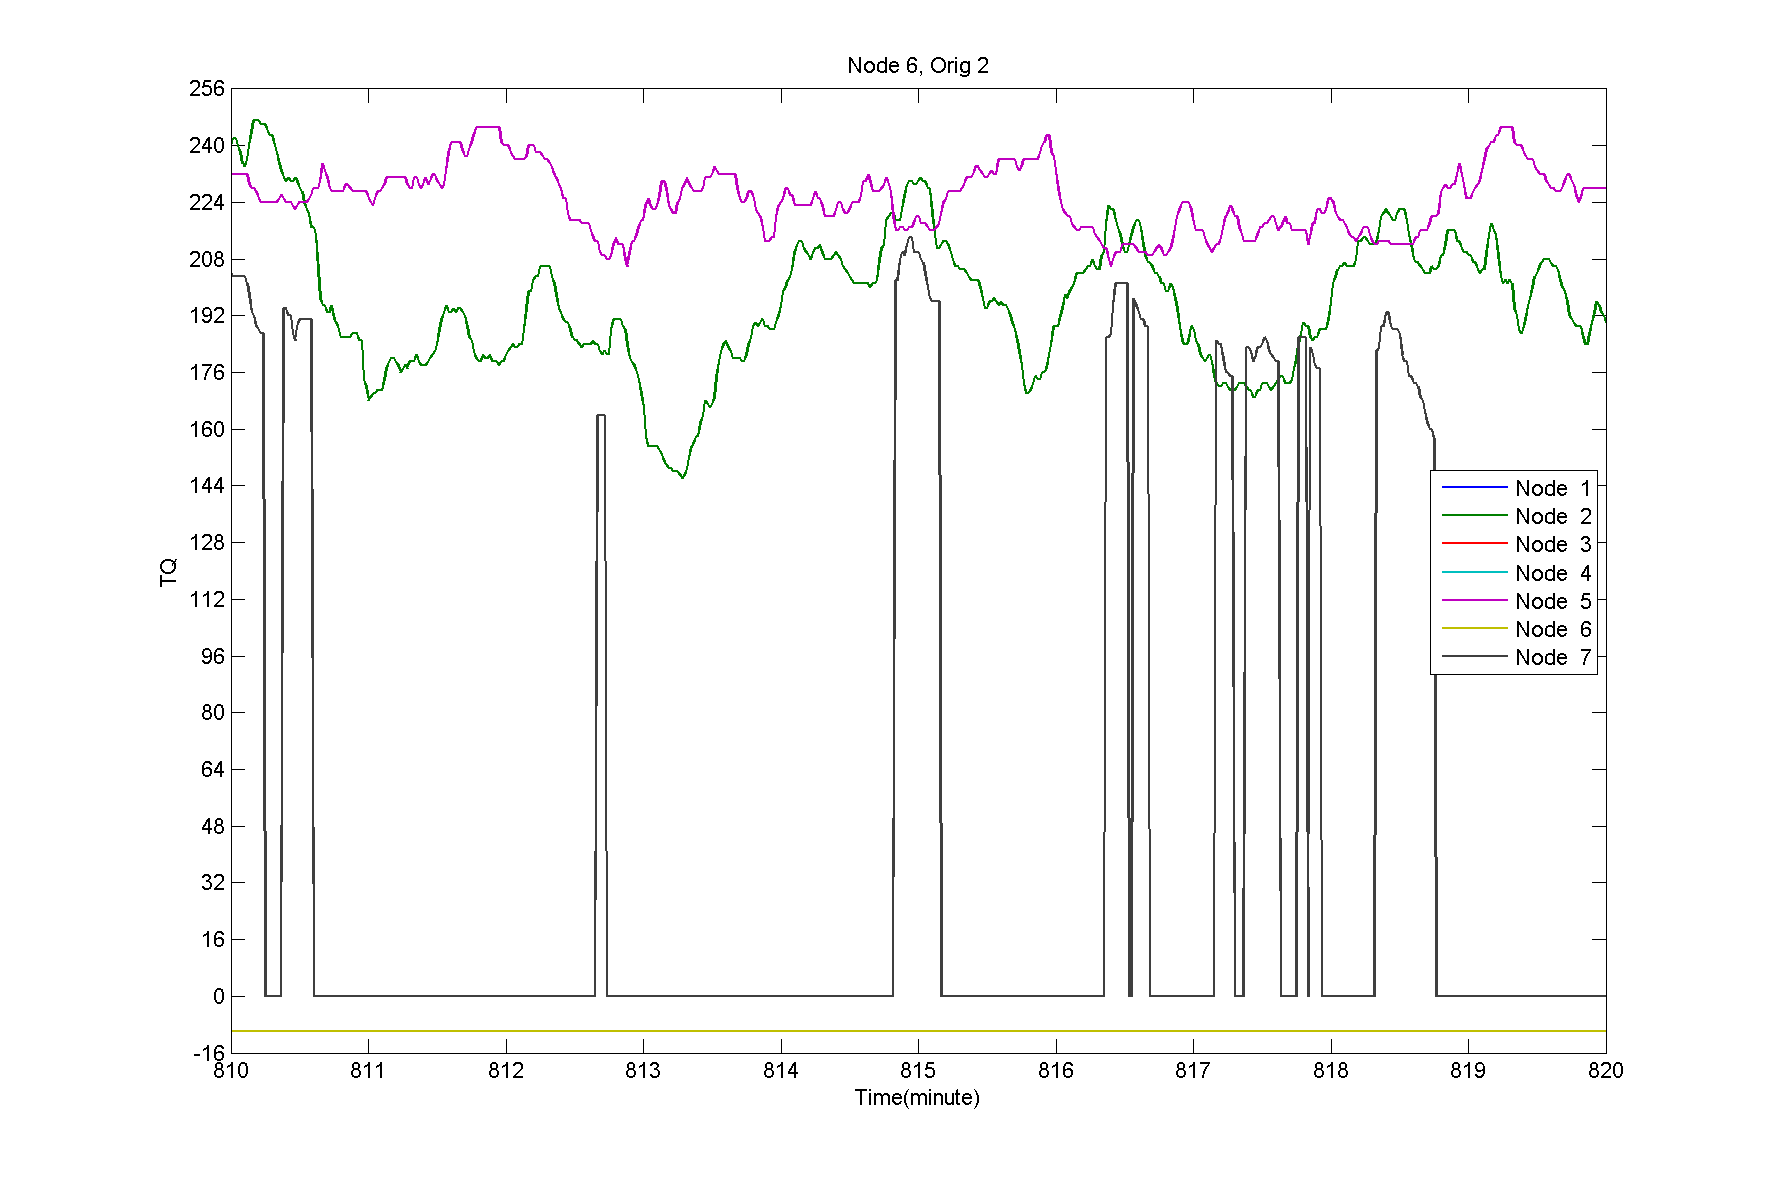 Node 6, Orig 2
256
240
224
208
192
176
160
144
128
112
96
80
64
48
32
16
0
-16
TQ
Node 1
Node 2
Node 3
Node 4
Node 5
Node 6
Node 7
810 811 812 813 814 815 816 817 818 819 820
Time(minute)